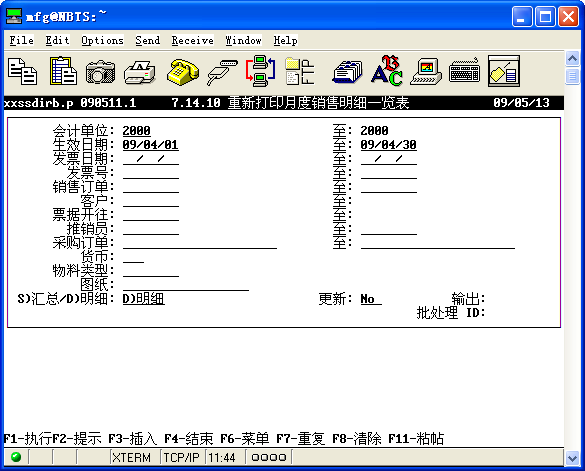 mfg@NBTS:~
File Edit Options Send Receive Window Help
xxssdirb.p 090511.1 7.14.10 重新打印月度销售明细一览表 09/05/13
会计单位: 2000 至: 2000
生效日期: 09/04/01 至: 09/04/30
发票日期: / / 至: / /
发票号: 至:
销售订单: 至:
客户: 至:
票据开往: 至:
推销员: 至:
采购订单: 至:
货币:
物料类型:
图纸:
S)汇总/D)明细: D)明细 更新: No 输出:
批处理 ID:
F1-执行F2-提示 F3-插入 F4-结束 F6-菜单 F7-重复 F8-清除 F11-粘帖
XTERM TCP/IP 11:44